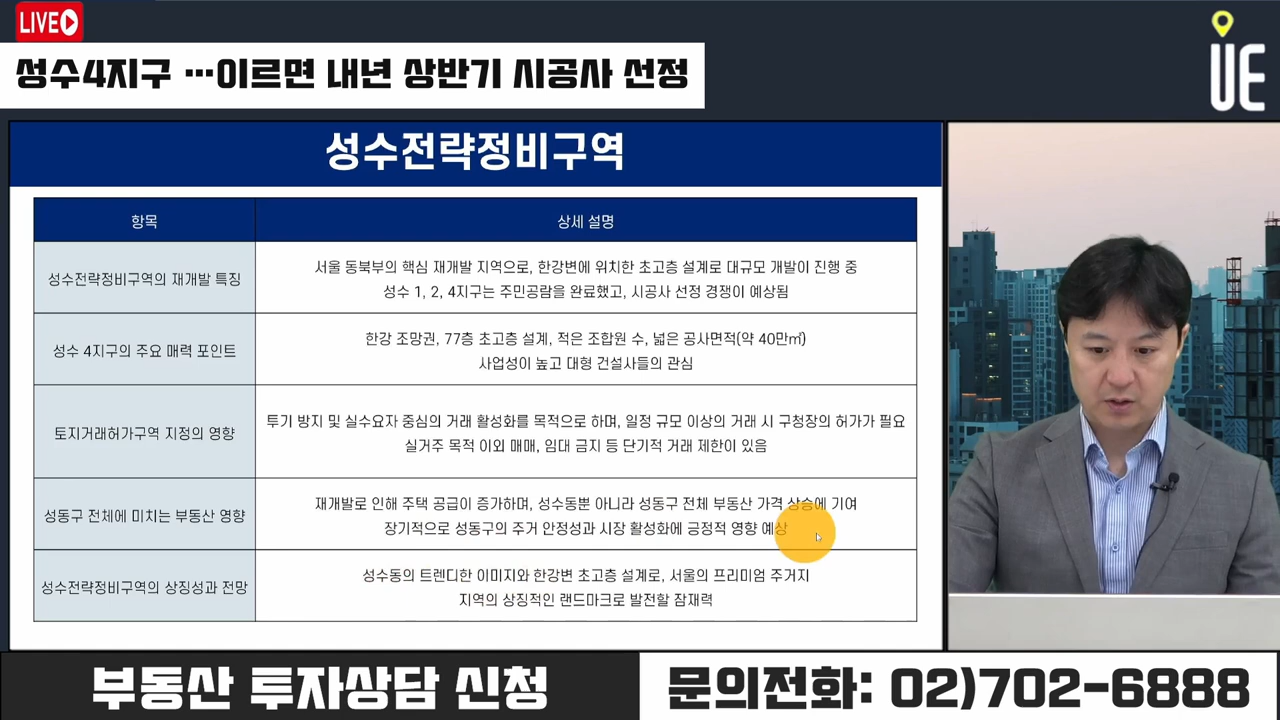 LIVE
성수4지구 …이르면 내년 상반기 시공사 선정
UE
성수전략정비구역
항목
상세 설명
성수전략정비구역의 재개발 특징
서울 동북부의 핵심 재개발 지역으로, 한강변에 위치한 초고층 설계로 대규모 개발이 진행 중
성수 1, 2, 4지구는 주민공람을 완료했고, 시공사 선정 경쟁이 예상됨
성수 4지구의 주요 매력 포인트
한강 조망권, 77층 초고층 설계, 적은 조합원 수, 넓은 공사면적(약 40만㎡)
사업성이 높고 대형 건설사들의 관심
토지거래허가구역 지정의 영향
투기 방지 및 실수요자 중심의 거래 활성화를 목적으로 하며, 일정 규모 이상의 거래 시 구청장의 허가가 필요
실거주 목적 이외 매매, 임대 금지 등 단기적 거래 제한이 있음
성동구 전체에 미치는 부동산 영향
재개발로 인해 주택 공급이 증가하며, 성수동뿐 아니라 성동구 전체 부동산 가격 상승에 기여
장기적으로 성동구의 주거 안정성과 시장 활성화에 긍정적 영향 예상
성수전략정비구역의 상징성과 전망
성수동의 트렌디한 이미지와 한강변 초고층 설계로, 서울의 프리미엄 주거지
지역의 상징적인 랜드마크로 발전할 잠재력
부동산 투자상담 신청
문의전화: 02)702-6888